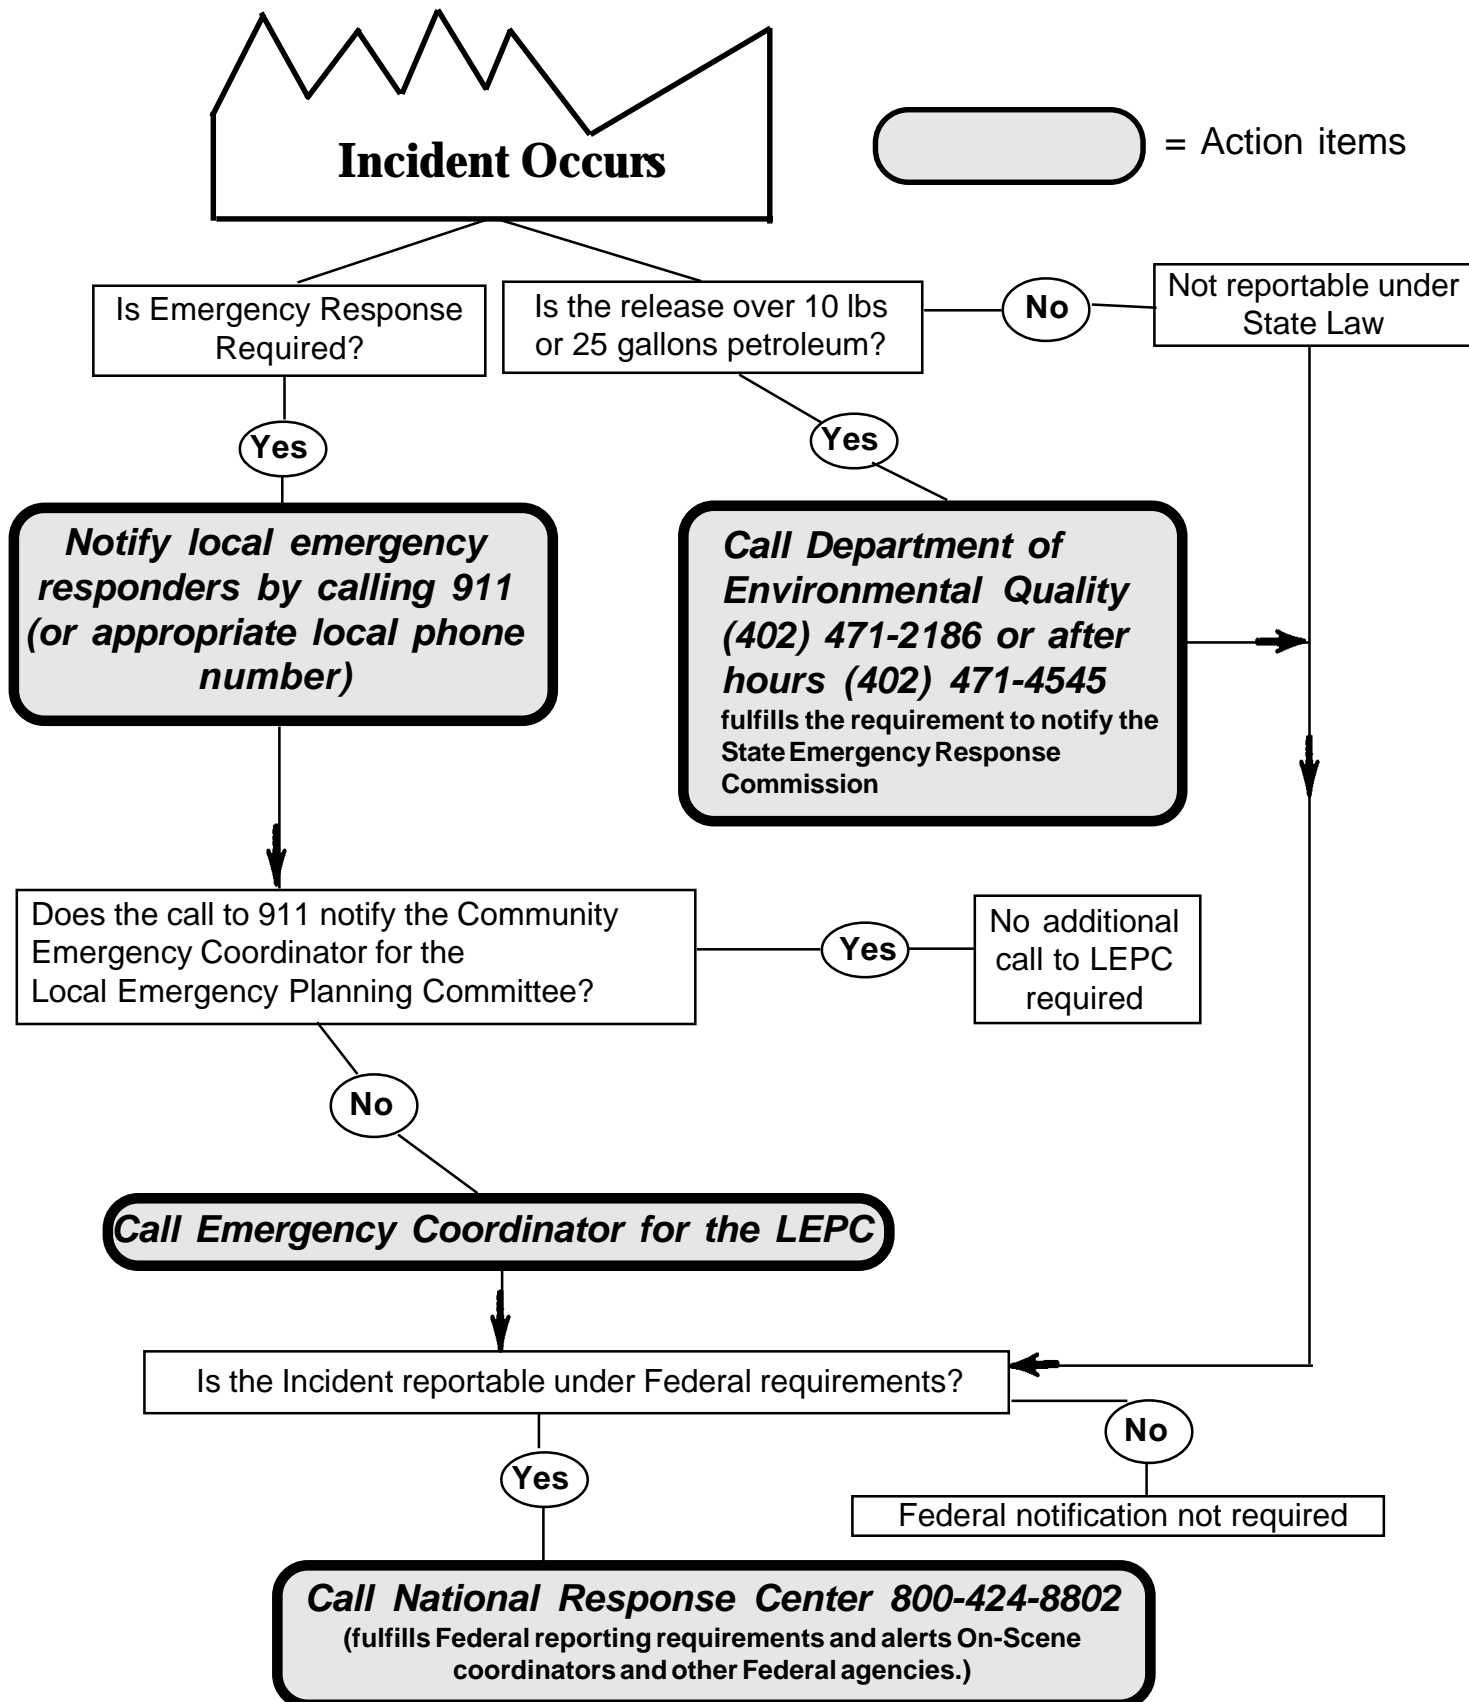 Incident Occurs
= Action items
Is Emergency Response
Required?
Is the release over 10 lbs
or 25 gallons petroleum?
No
Not reportable under
State Law
Yes
Yes
Notify local emergency
responders by calling 911
(or appropriate local phone
number)
Call Department of
Environmental Quality
(402) 471-2186 or after
hours (402) 471-4545
fulfills the requirement to notify the
State Emergency Response
Commission
Does the call to 911 notify the Community
Emergency Coordinator for the
Local Emergency Planning Committee?
Yes
No additional
call to LEPC
required
No
Call Emergency Coordinator for the LEPC
Is the Incident reportable under Federal requirements?
No
Yes
Federal notification not required
Call National Response Center 800-424-8802
(fulfills Federal reporting requirements and alerts On-Scene
coordinators and other Federal agencies.)